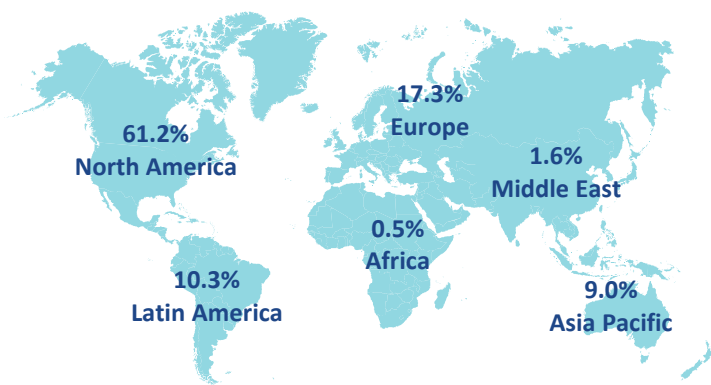 17.3%
Europe
61.2%
North America
1.6%
Middle East
0.5%
Africa
10.3%
Latin America
9.0%
Asia Pacific